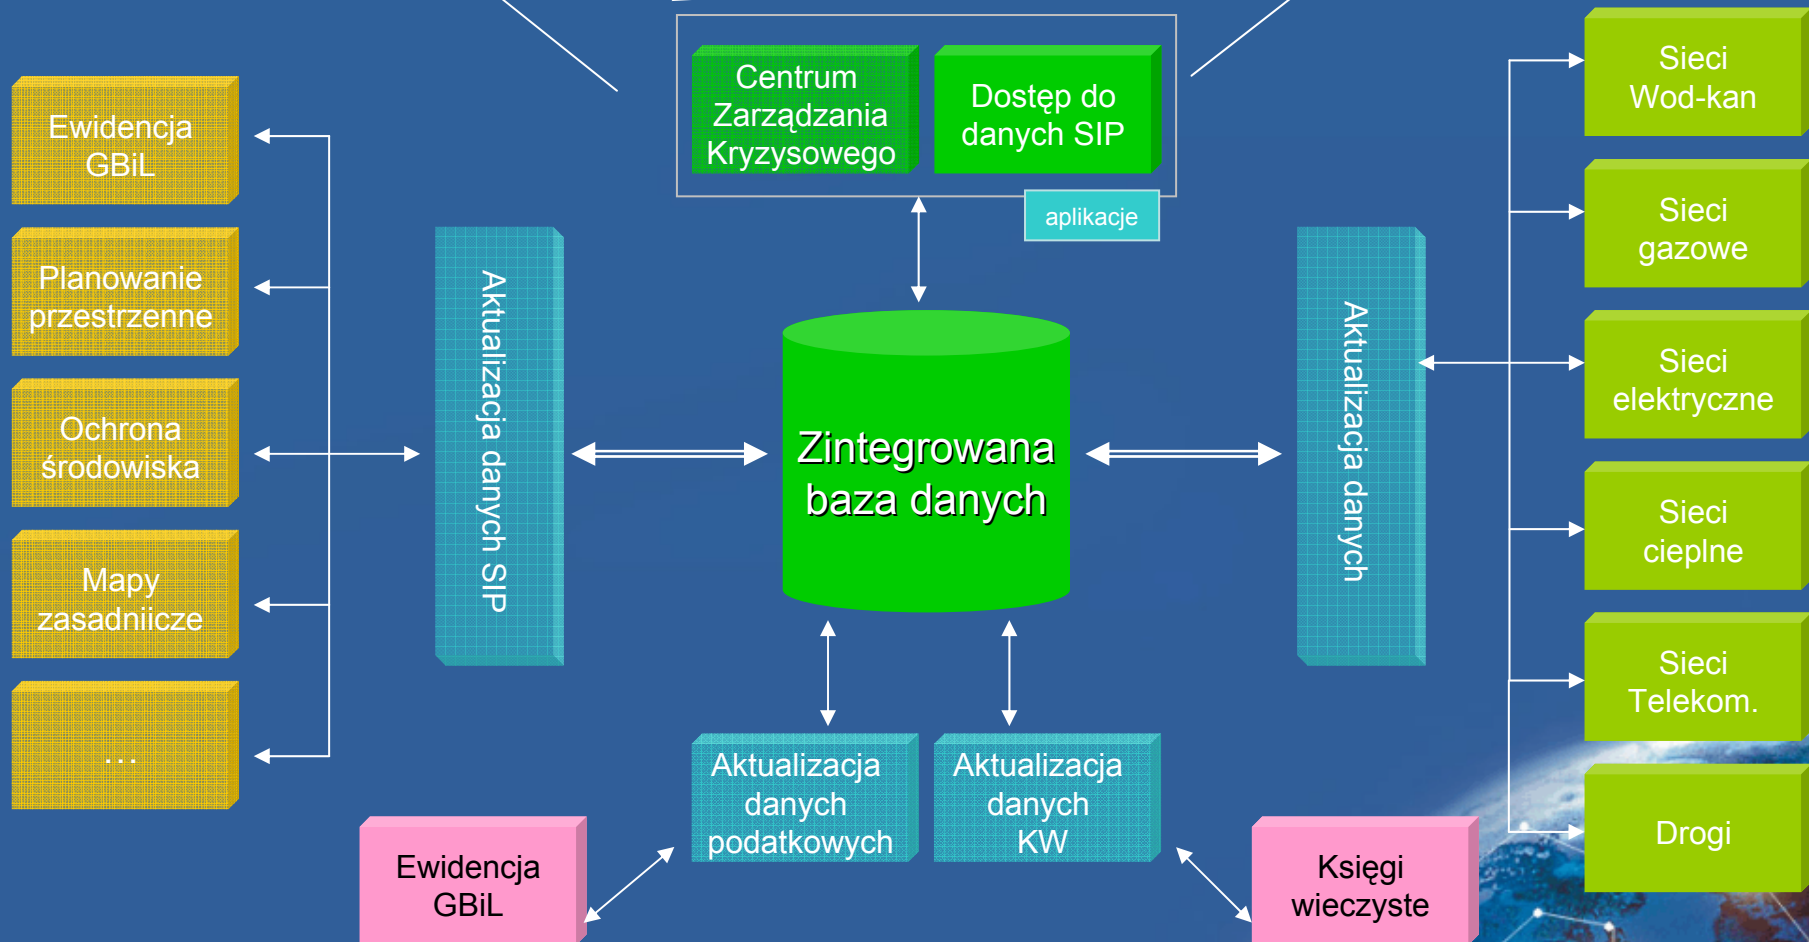 Centrum
Zarządzania
Kryzysowego
Dostęp do
danych SIP
aplikacje
Ewidencja
GBiL
Planowanie
przestrzenne
Ochrona
środowiska
Mapy
zasadniicze
...
Aktualizacja danych SIP
Zintegrowana
baza danych
Aktualizacja danych
Sieci
Wod-kan
Sieci
gazowe
Sieci
elektryczne
Sieci
cieplne
Sieci
Telekom.
Drogi
Aktualizacja
danych
podatkowych
Aktualizacja
danych
KW
Ewidencja
GBiL
Księgi
wieczyste